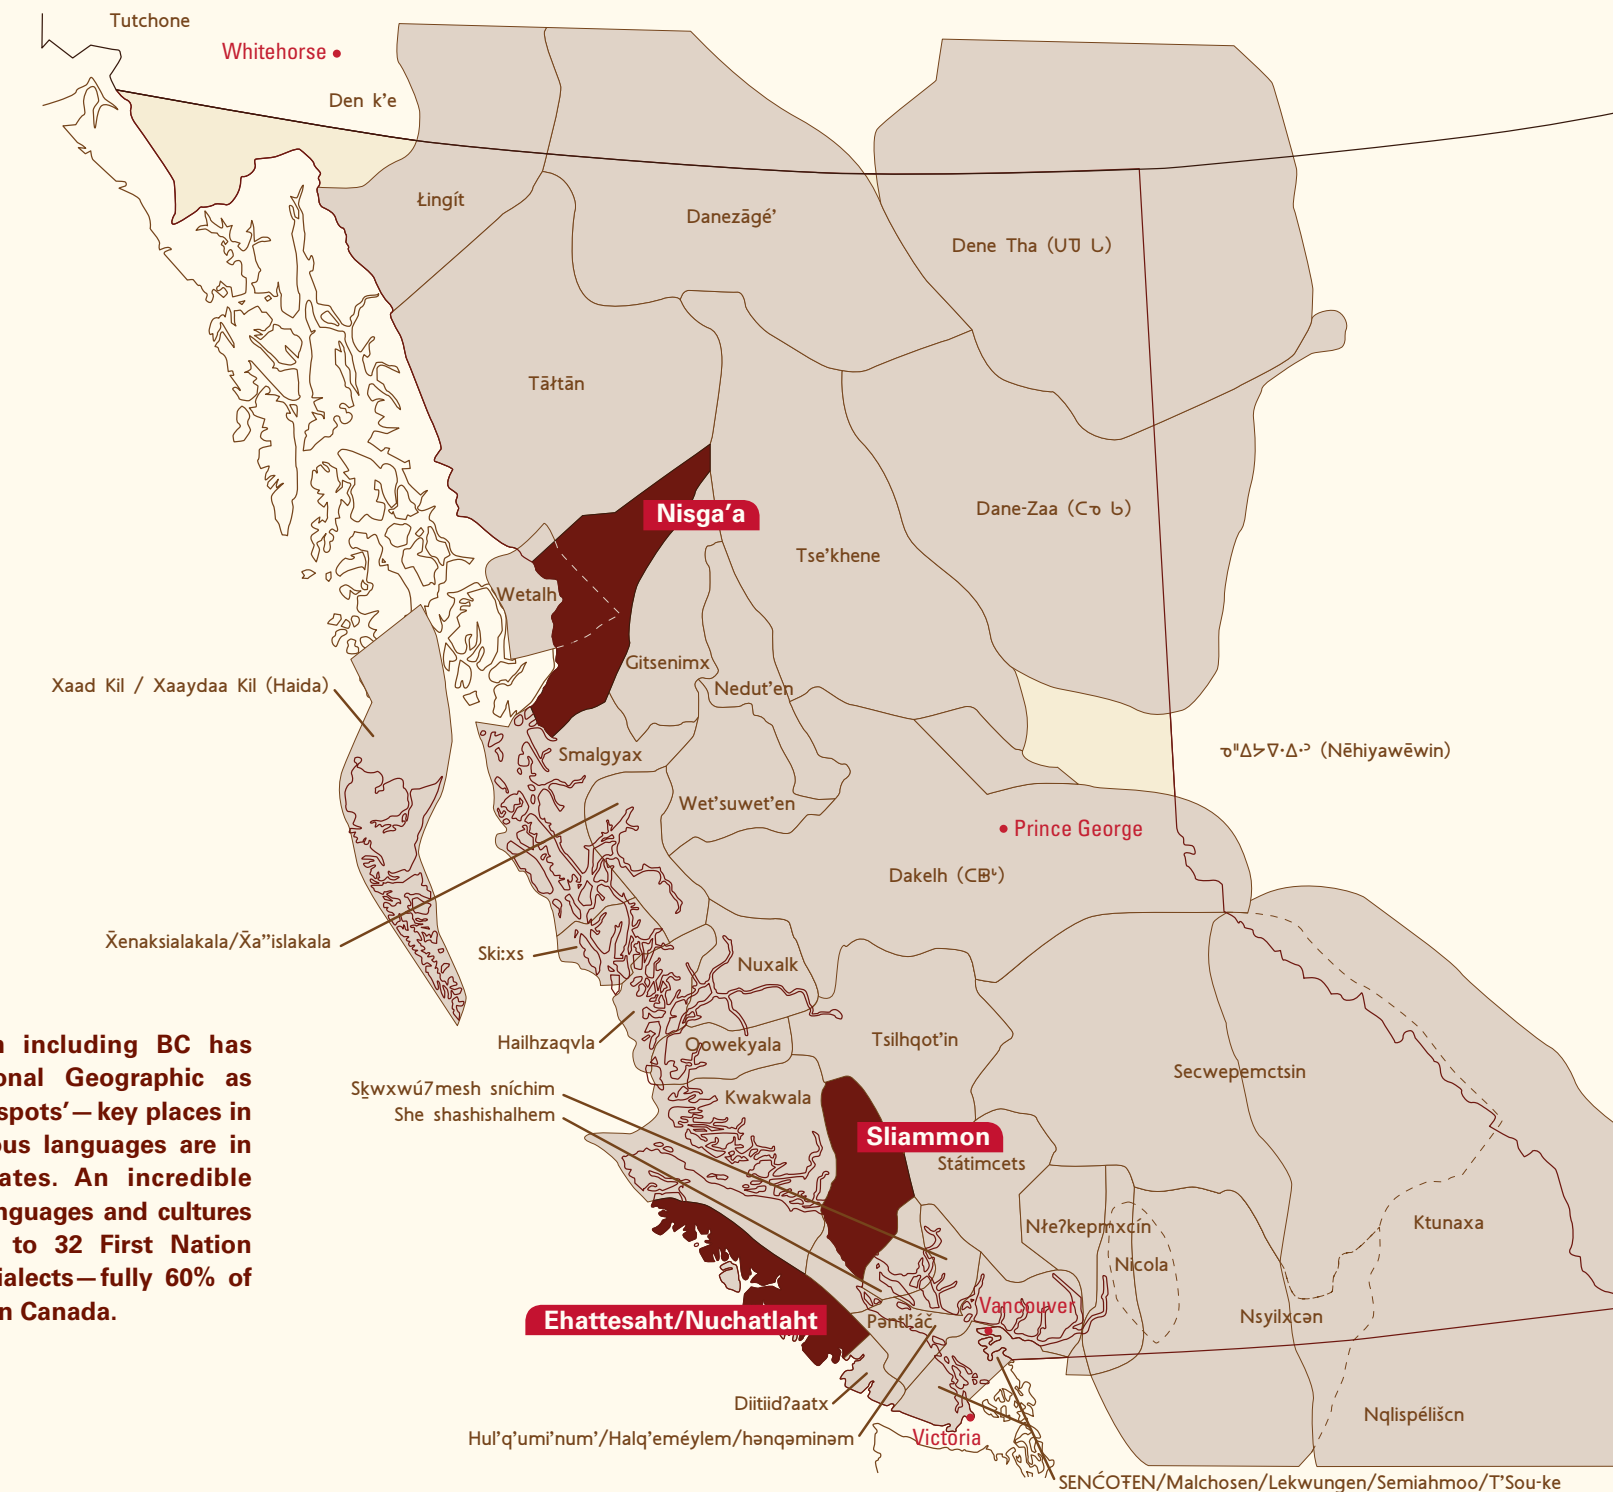 Tutchone
Whitehorse
Den k’e
Łingít
Danezāgé’
Dene Tha (ᑌᒣ ᒐ)
Tāłtān
Nisga’a
Dane-Zaa (ᑕᓀ ᖚ)
Tse’khene
Wetalh
Gitsenimx
Xaad Kil / Xaaydaa Kil (Haida)
Nedut’en
Smalgyax
ᓀᐦᐃᔭᐍᐏᐣ (Nēhiyawēwin)
Wet’suwet’en
Prince George
Dakelh (ᑕᗸᒡ)
X̄enaksialakala/X̄a’’islakala
Ski:xs
Nuxalk
Hailhzaqvla
Oowekyala
Tsilhqot’in
Secwepemctsin
Sḵwxwú7mesh sníchim
She shashishalhem
Kwakwala
Sliammon
Státimcets
n including BC has
onal Geographic as
spots’—key places in
ous languages are in
ates. An incredible
nguages and cultures
to 32 First Nation
ialects—fully 60% of
n Canada.
Nłeʔkepmxcín
Ktunaxa
Nicola
Vancouver
Ehattesaht/Nuchatlaht
Pəntl’áč
Nsyilxcən
Diitiidʔaatx
Nqlispélišcn
Hul’q’umi’num’/Halq’eméylem/hənqəminəm
Victoria
SENĆOŦEN/Malchosen/Lekwungen/Semiahmoo/T’Sou-ke